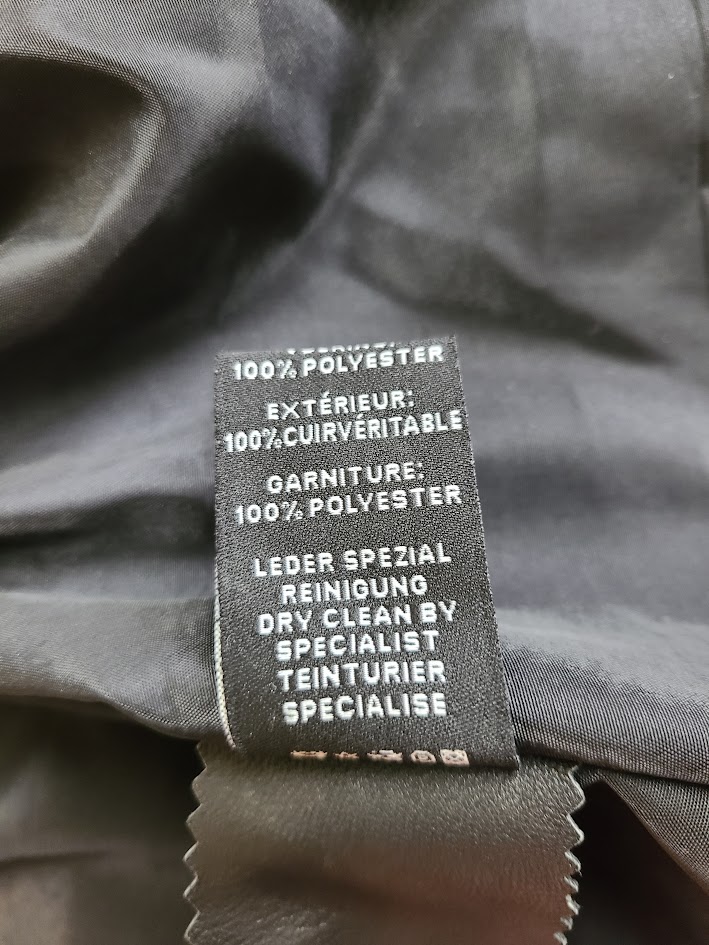 100% POLYESTER
EXTÉRIEUR:
100%CUIRVÉRITABLE
GARNITURE:
100% POLYESTER
LEDER SPEZIAL
REINIGUNG
DRY CLEAN BY
SPECIALIST
TEINTURIER
SPECIALISE